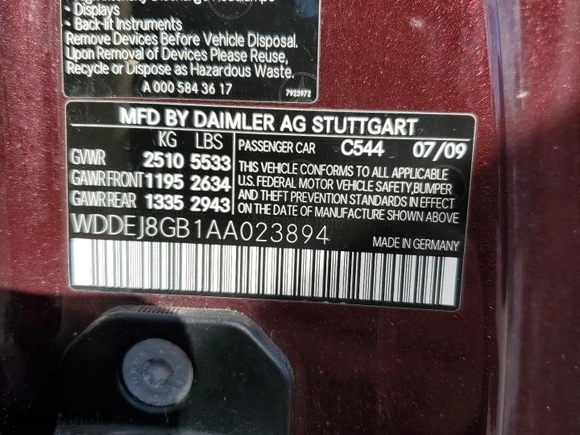 • Displays
• Back-lit Instruments
Remove Devices Before Vehicle Disposal.
Upon Removal of Devices Please Reuse,
Recycle or Dispose as Hazardous Waste.
A 000 584 36 17
7923972
MFD BY DAIMLER AG STUTTGART
KG LBS PASSENGER CAR C544 07/09
GVWR 2510 5533
GAWR FRONT 1195 2634
GAWR REAR 1335 2943
THIS VEHICLE CONFORMS TO ALL APPLICABLE
U.S. FEDERAL MOTOR VEHICLE SAFETY, BUMPER
AND THEFT PREVENTION STANDARDS IN EFFECT
ON THE DATE OF MANUFACTURE SHOWN ABOVE.
WDDEJ8GB1AA023894
MADE IN GERMANY